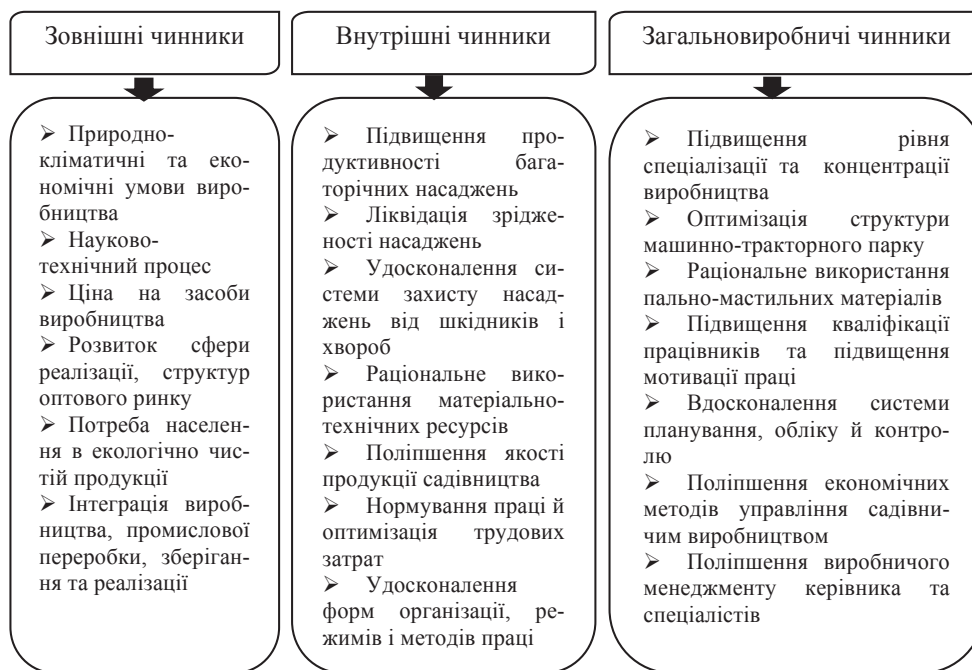 Зовнішні чинники
➢ Природно-
кліматичні та еко-
номічні умови виро-
бництва
➢ Науково-
технічний процес
➢ Ціна на засоби
виробництва
➢ Розвиток сфери
реалізації, структур
оптового ринку
➢ Потреба населен-
ня в екологічно чис-
тій продукції
➢ Інтеграція вироб-
ництва, промислової
переробки, зберіган-
ня та реалізації
Внутрішні чинники
➢ Підвищення про-
дуктивності бага-
торічних насаджень
➢ Ліквідація зрідже-
ності насаджень
➢ Удосконалення си-
стеми захисту насад-
жень від шкідників і
хвороб
➢ Раціональне вико-
ристання матеріально-
технічних ресурсів
➢ Поліпшення якості
продукції садівництва
➢ Нормування праці й
оптимізація трудових
затрат
➢ Удосконалення
форм організації, ре-
жимів і методів праці
Загальновиробничі чинники
➢ Підвищення рівня
спеціалізації та концентрації
виробництва
➢ Оптимізація структури
машинно-тракторного парку
➢ Раціональне використання
пально-мастильних матеріалів
➢ Підвищення кваліфікації
працівників та підвищення
мотивації праці
➢ Вдосконалення системи
планування, обліку й контро-
лю
➢ Поліпшення економічних
методів управління садівни-
чим виробництвом
➢ Поліпшення виробничого
менеджменту керівника та
спеціалістів